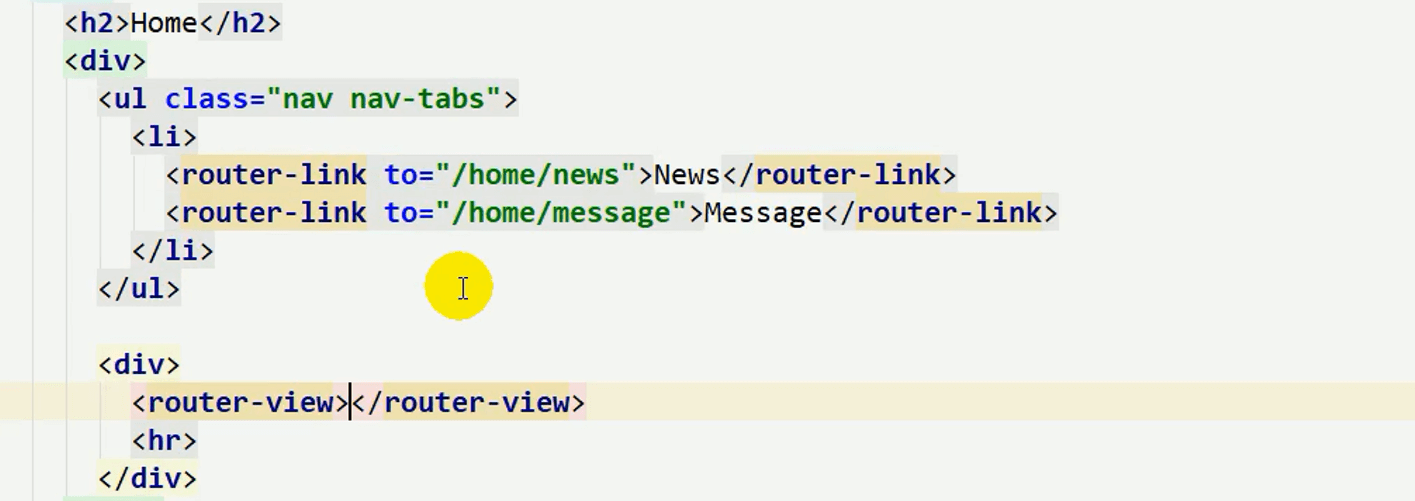 <h2>Home</h2>
<div>
<ul class="nav nav-tabs">
<li>
<router-link to="/home/news">News</router-link>
<router-link to="/home/message">Message</router-link>
</li>
</ul>
<div>
<router-view></router-view>
<hr>
</div>